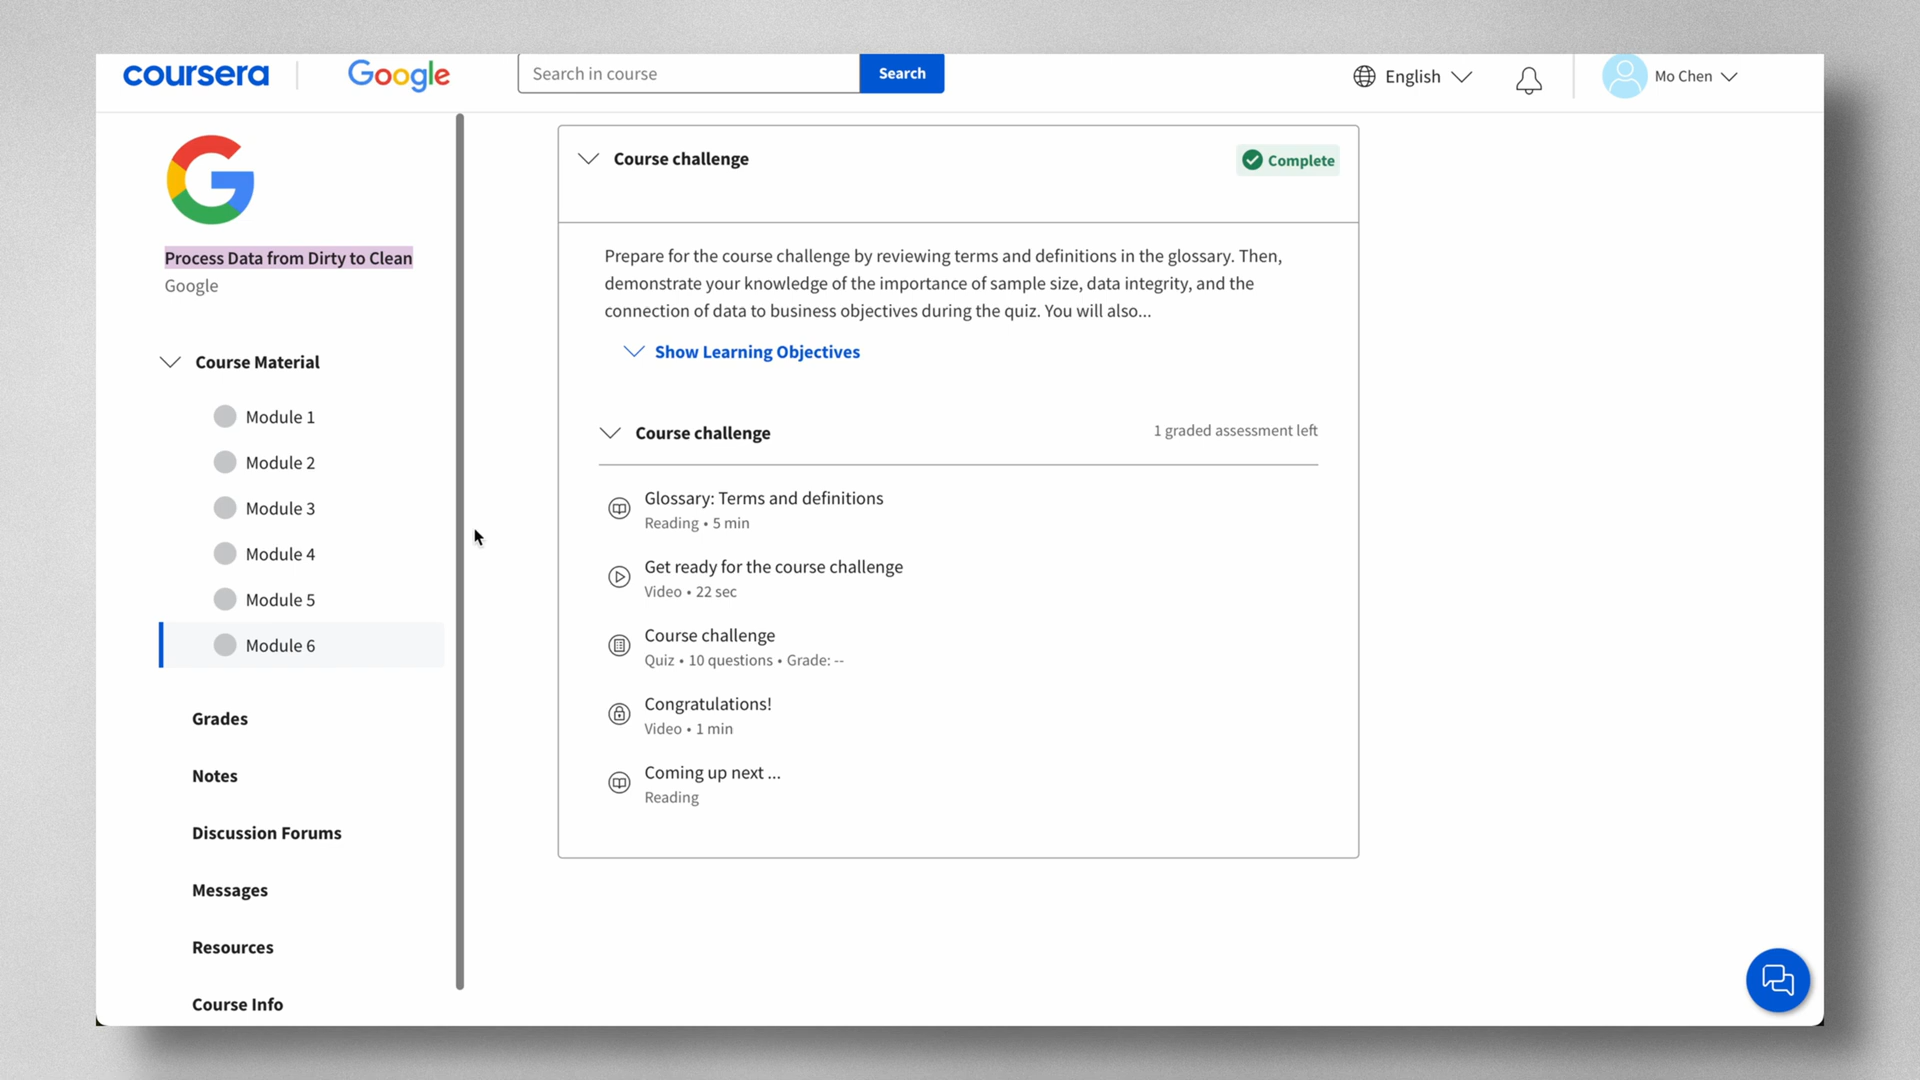 coursera
Google
Search in course
Search
English
Mo Chen
Process Data from Dirty to Clean
Google
Course Material
Module 1
Module 2
Module 3
Module 4
Module 5
Module 6
Grades
Notes
Discussion Forums
Messages
Resources
Course Info
Course challenge
Complete
Prepare for the course challenge by reviewing terms and definitions in the glossary. Then,
demonstrate your knowledge of the importance of sample size, data integrity, and the
connection of data to business objectives during the quiz. You will also...
Show Learning Objectives
Course challenge
1 graded assessment left
Glossary: Terms and definitions
Reading • 5 min
Get ready for the course challenge
Video • 22 sec
Course challenge
Quiz • 10 questions • Grade: --
Congratulations!
Video • 1 min
Coming up next ...
Reading